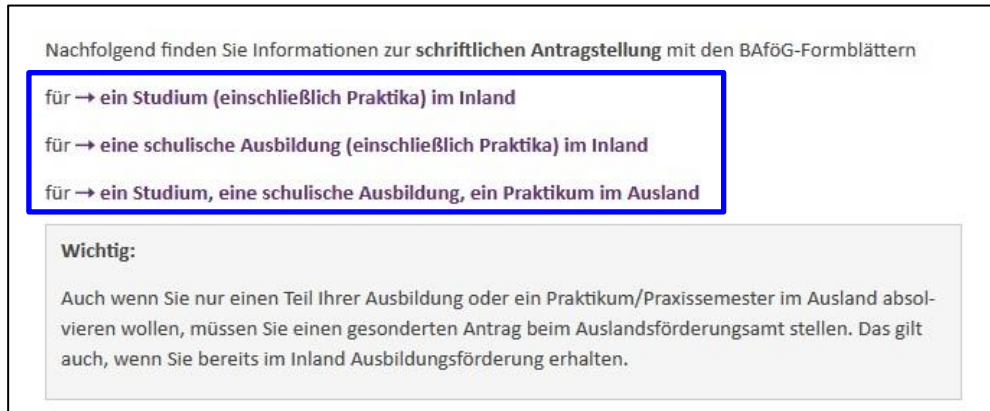 Nachfolgend finden Sie Informationen zur schriftlichen Antragstellung mit den BAföG-Formblättern
für → ein Studium (einschließlich Praktika) im Inland
für → eine schulische Ausbildung (einschließlich Praktika) im Inland
für → ein Studium, eine schulische Ausbildung, ein Praktikum im Ausland
Wichtig:
Auch wenn Sie nur einen Teil Ihrer Ausbildung oder ein Praktikum/Praxissemester im Ausland absol-
vieren wollen, müssen Sie einen gesonderten Antrag beim Auslandsförderungsamt stellen. Das gilt
auch, wenn Sie bereits im Inland Ausbildungsförderung erhalten.